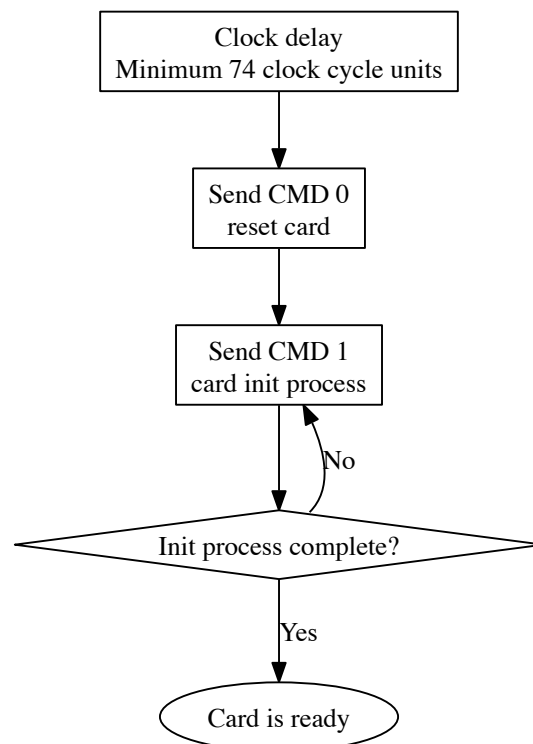 Clock delay
Minimum 74 clock cycle units
Send CMD 0
reset card
Send CMD 1
card init process
No
Init process complete?
Yes
Card is ready